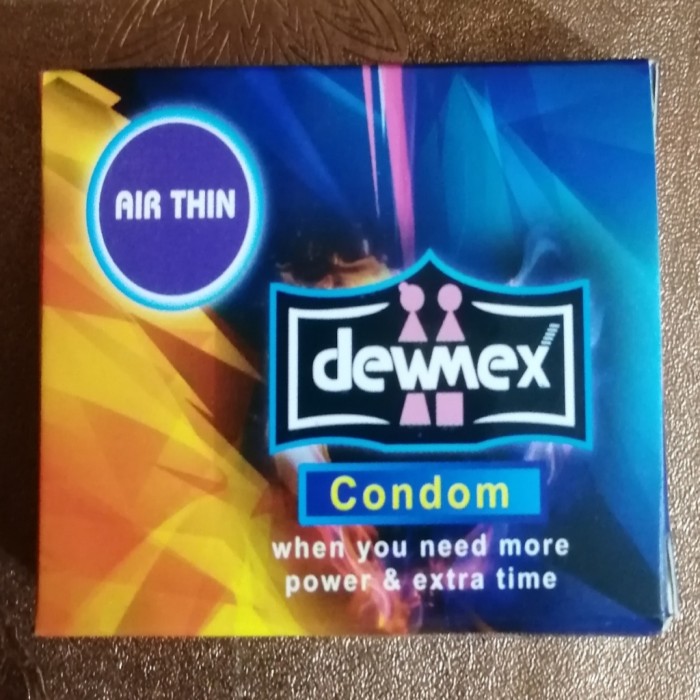 AIR THIN
dewmex
Condom
when you need more
power & extra time